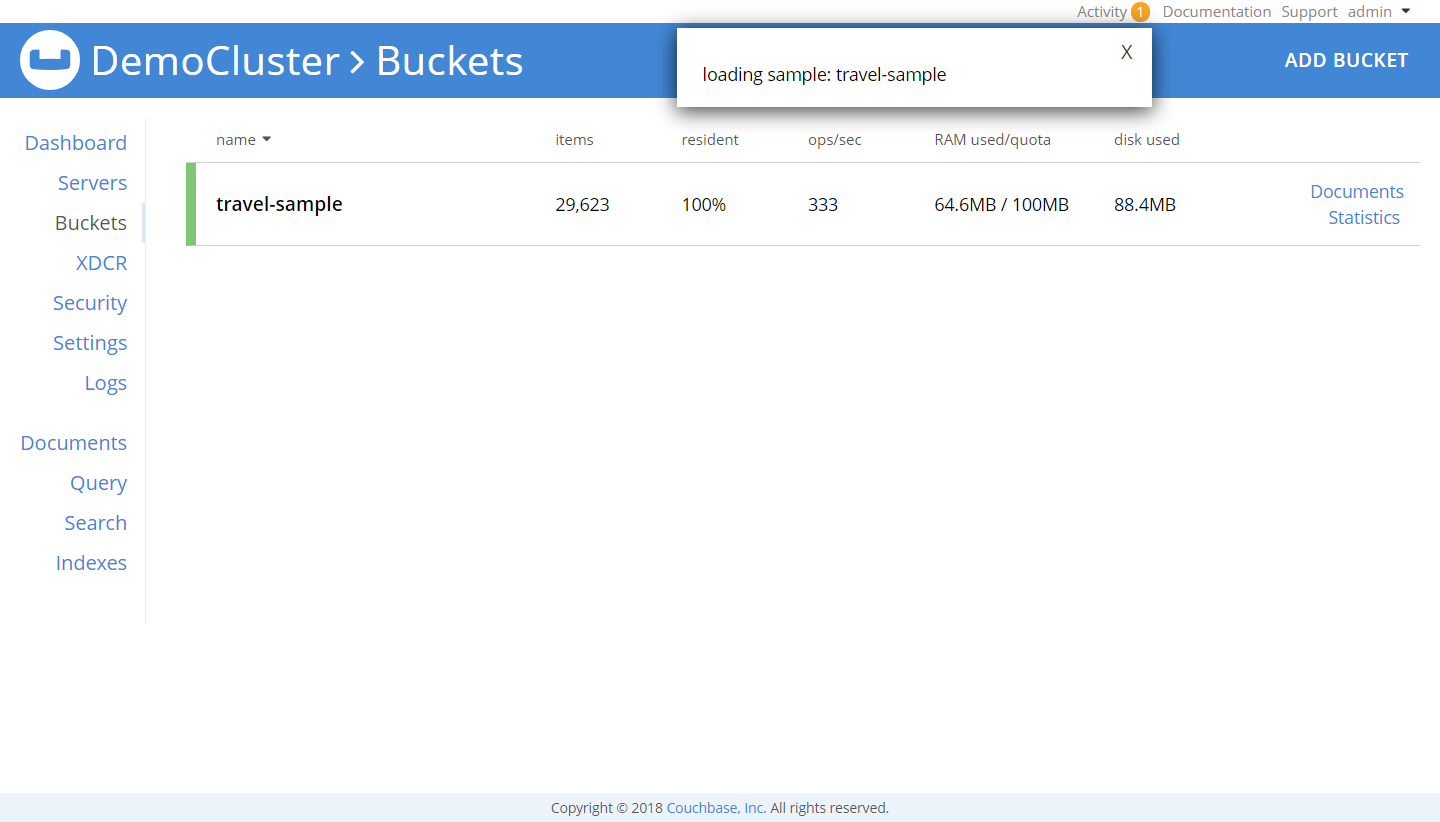 Activity 1 Documentation Support admin
DemoCluster > Buckets
X
loading sample: travel-sample
ADD BUCKET
Dashboard
Servers
Buckets
XDCR
Security
Settings
Logs
Documents
Query
Search
Indexes
name items resident ops/sec RAM used/quota disk used
travel-sample 29,623 100% 333 64.6MB / 100MB 88.4MB
Documents
Statistics
Copyright © 2018 Couchbase, Inc. All rights reserved.